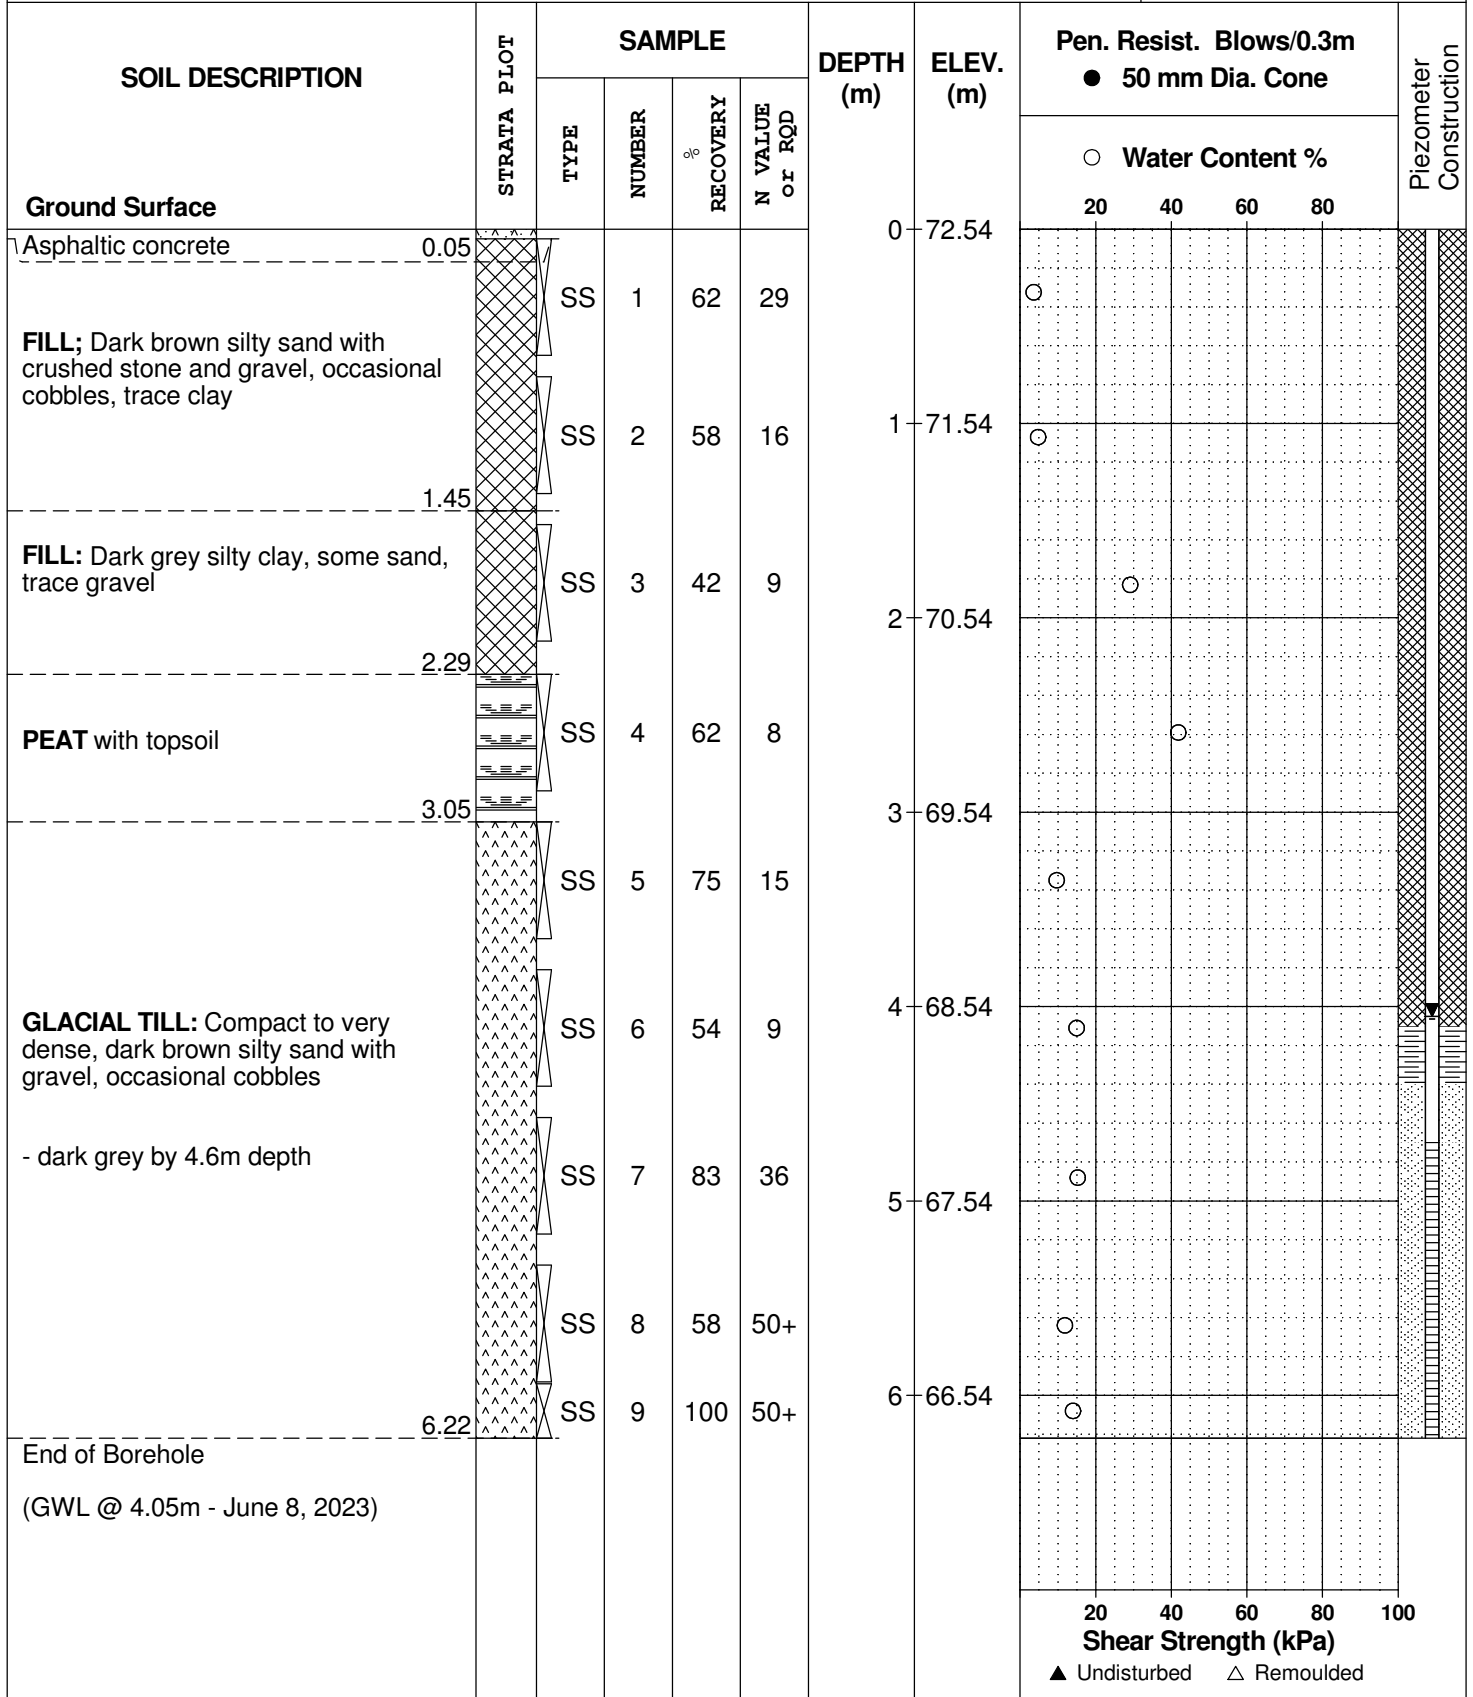 SOIL DESCRIPTION
Ground Surface
STRATA PLOT
SAMPLE
TYPE
NUMBER
%
RECOVERY
N VALUE
or RQD
DEPTH
(m)
ELEV.
(m)
Pen. Resist. Blows/0.3m
● 50 mm Dia. Cone
○ Water Content %
20 40 60 80
Piezometer
Construction
0 72.54
Asphaltic concrete 0.05
SS 1 62 29
FILL; Dark brown silty sand with
crushed stone and gravel, occasional
cobbles, trace clay
1 71.54
SS 2 58 16
1.45
FILL: Dark grey silty clay, some sand,
trace gravel
SS 3 42 9
2 70.54
2.29
PEAT with topsoil
SS 4 62 8
3.05
3 69.54
SS 5 75 15
4 68.54
GLACIAL TILL: Compact to very
dense, dark brown silty sand with
gravel, occasional cobbles
SS 6 54 9
- dark grey by 4.6m depth
SS 7 83 36
5 67.54
SS 8 58 50+
6 66.54
SS 9 100 50+
6.22
End of Borehole
(GWL @ 4.05m - June 8, 2023)
20 40 60 80 100
Shear Strength (kPa)
▲ Undisturbed △ Remoulded